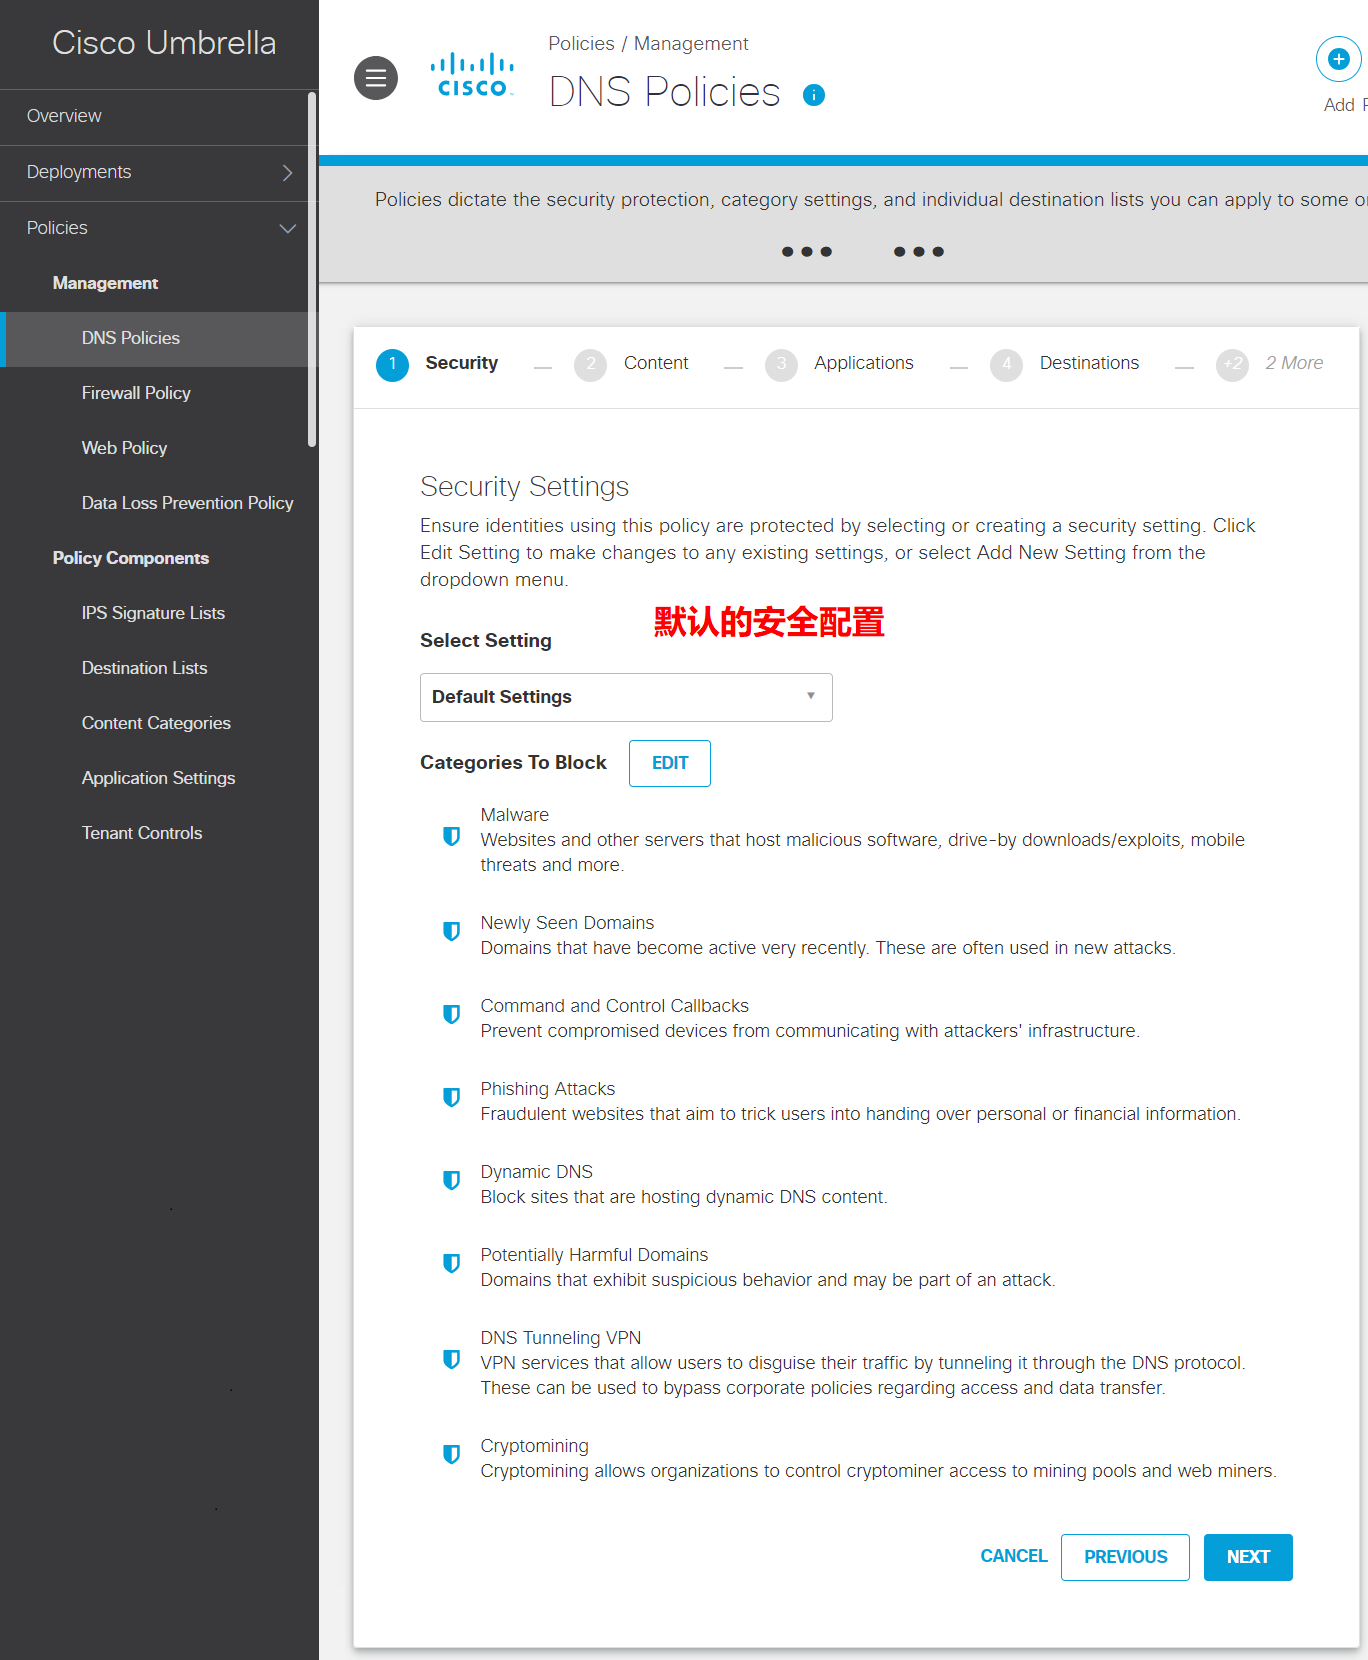 Cisco Umbrella
Overview
Deployments
Policies
Management
DNS Policies
Firewall Policy
Web Policy
Data Loss Prevention Policy
Policy Components
IPS Signature Lists
Destination Lists
Content Categories
Application Settings
Tenant Controls
CISCO
Policies / Management
DNS Policies
Add
Policies dictate the security protection, category settings, and individual destination lists you can apply to some
1 Security
2 Content
3 Applications
4 Destinations
+2 2 More
Security Settings
Ensure identities using this policy are protected by selecting or creating a security setting. Click
Edit Setting to make changes to any existing settings, or select Add New Setting from the
dropdown menu.
默认的安全配置
Select Setting
Default Settings
Categories To Block
EDIT
Malware
Websites and other servers that host malicious software, drive-by downloads/exploits, mobile
threats and more.
Newly Seen Domains
Domains that have become active very recently. These are often used in new attacks.
Command and Control Callbacks
Prevent compromised devices from communicating with attackers' infrastructure.
Phishing Attacks
Fraudulent websites that aim to trick users into handing over personal or financial information.
Dynamic DNS
Block sites that are hosting dynamic DNS content.
Potentially Harmful Domains
Domains that exhibit suspicious behavior and may be part of an attack.
DNS Tunneling VPN
VPN services that allow users to disguise their traffic by tunneling it through the DNS protocol.
These can be used to bypass corporate policies regarding access and data transfer.
Cryptomining
Cryptomining allows organizations to control cryptominer access to mining pools and web miners.
CANCEL
PREVIOUS
NEXT